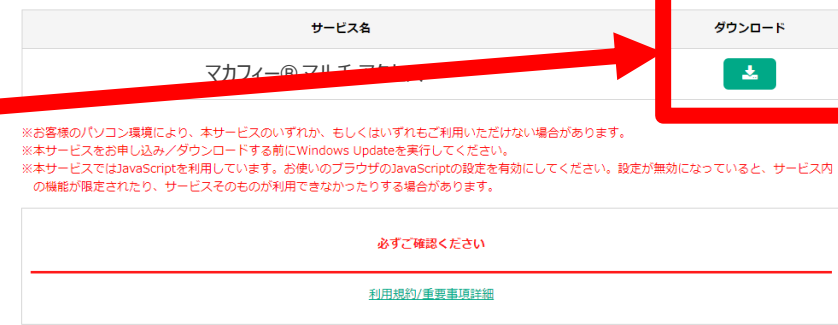 サービス名
ダウンロード
マカフィー® マルチ
※お客様のパソコン環境により、本サービスのいずれか、もしくはいずれもご利用いただけない場合があります。
※本サービスをお申し込み／ダウンロードする前にWindows Updateを実行してください。
※本サービスではJavaScriptを利用しています。お使いのブラウザのJavaScriptの設定を有効にしてください。設定が無効になっていると、サービス内
の機能が限定されたり、サービスそのものが利用できなかったりする場合があります。
必ずご確認ください
利用規約/重要事項詳細